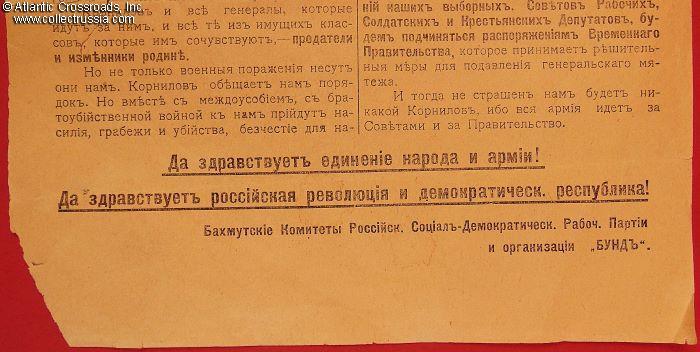 © Atlantic Crossroads, Inc.
www.collectrussia.com
и всѣ генералы, которые
идутъ за нимъ, и всѣ тѣ изъ имущихъ клас-
совъ, которые имъ сочувствуютъ,—предатели
и измѣнники родинѣ.
Но не только военныя пораженія несутъ
они намъ. Корниловъ обѣщаетъ намъ поря-
докъ. Но вмѣстѣ съ междоусобіемъ, съ бра-
тоубійственной войной къ намъ прійдутъ на-
силія, грабежи и убійства, безчестіе для на-
ній нашихъ выборныхъ. Совѣтовъ Рабочихъ,
Солдатскихъ и Крестьянскихъ Депутатовъ, бу-
демъ подчиняться распоряженіямъ Временнаго
Правительства, которое принимаетъ рѣшитель-
ныя мѣры для подавленія генеральскаго мя-
тежа.
И тогда не страшенъ намъ будетъ ни-
какой Корниловъ, ибо вся армія идетъ за
Совѣтами и за Правительство.
Да здравствуетъ единеніе народа и арміи!
Да здравствуетъ россійская революція и демократическ. республика!
Бахмутскіе Комитеты Россійск. Соціалъ-Демократическ. Рабоч. Партіи
и организаціи „БУНДЪ“.